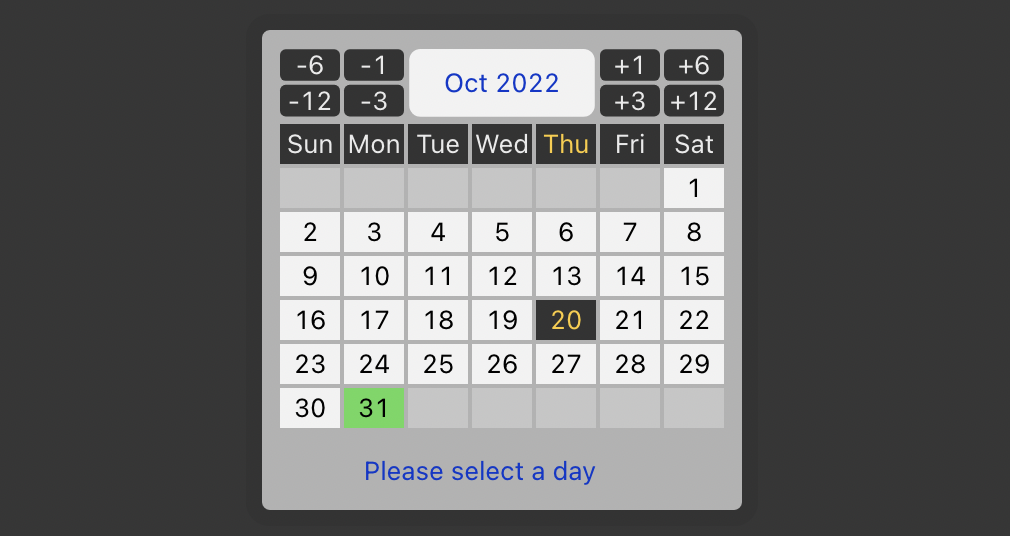 -6 -1 Oct 2022 +1 +6
-12 -3 +3 +12
Sun Mon Tue Wed Thu Fri Sat
1
2 3 4 5 6 7 8
9 10 11 12 13 14 15
16 17 18 19 20 21 22
23 24 25 26 27 28 29
30 31
Please select a day